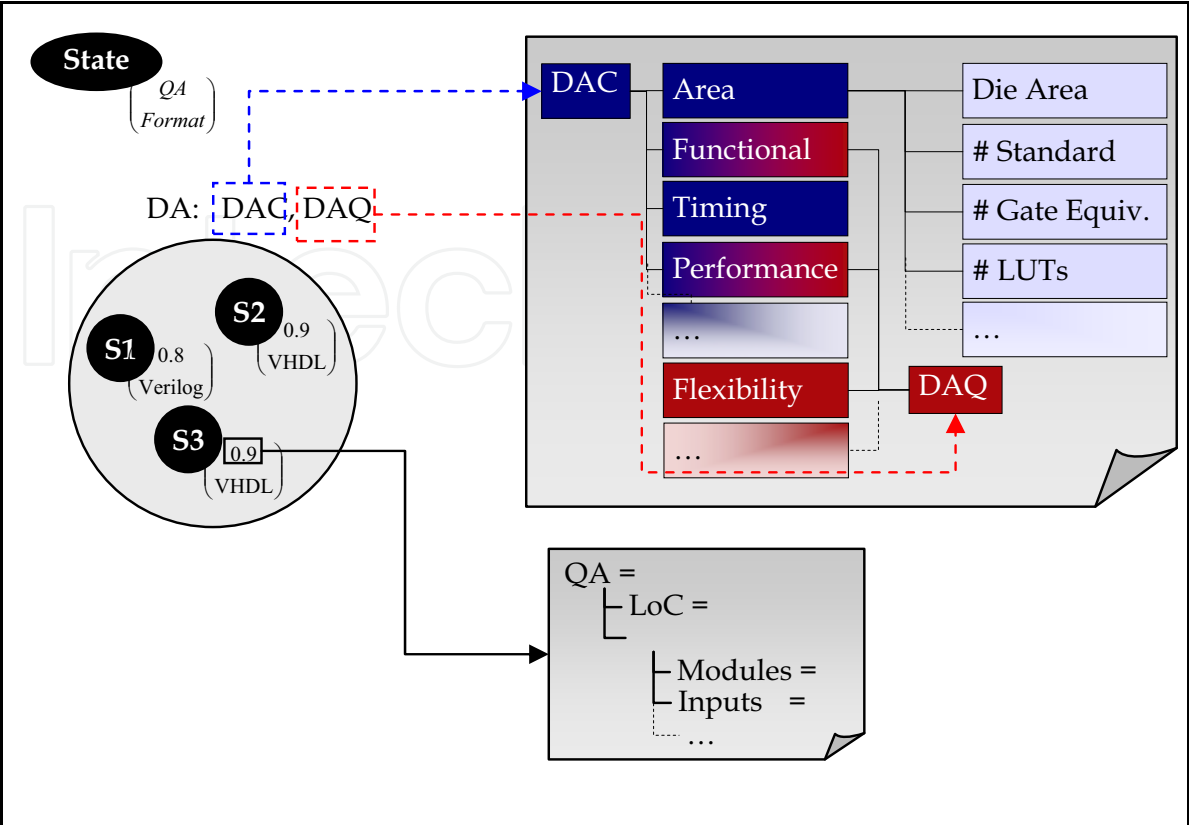 State
QA
Format
DA: DAC, DAQ
S1
0.8
Verilog
S2
0.9
VHDL
S3
0.9
VHDL
DAC
Area
Functional
Timing
Performance
...
Flexibility
...
DAQ
Die Area
# Standard
# Gate Equiv.
# LUTs
...
QA =
LoC =
Modules =
Inputs =
...
Intec